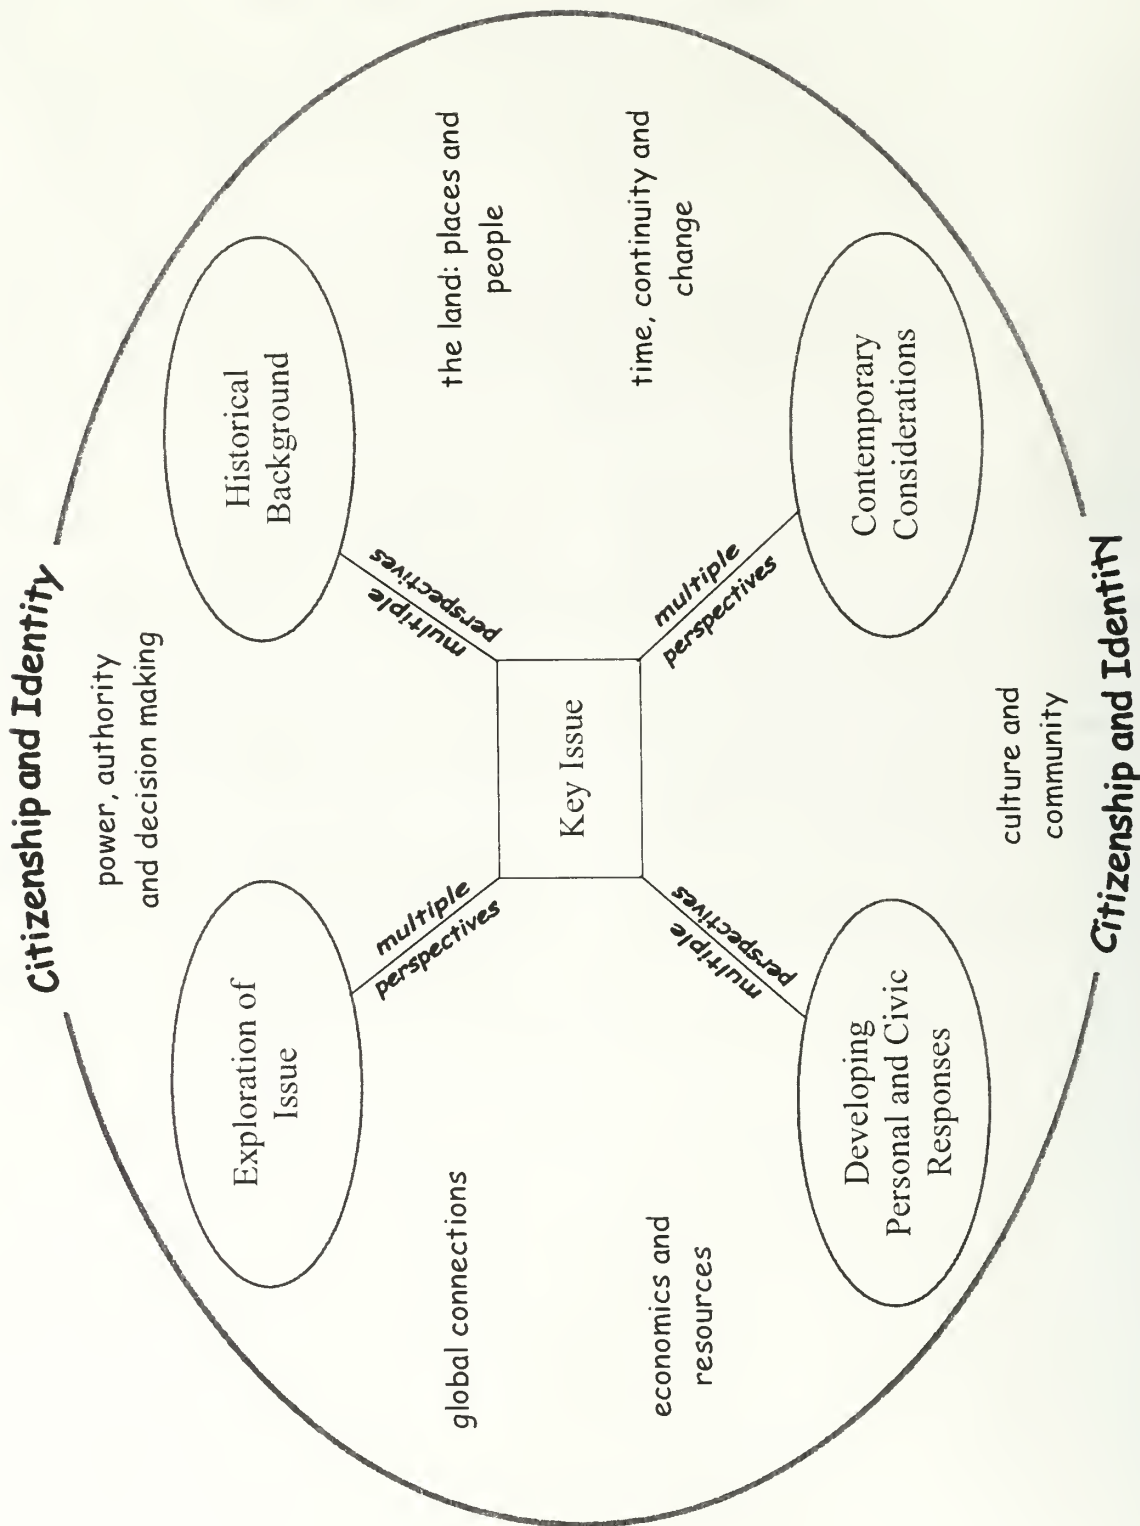 Citizenship and Identity
power, authority
and decision making
Exploration of
Issue
Historical
Background
multiple
perspectives
multiple
perspectives
global connections
the land: places and
people
Key Issue
economics and
resources
time, continuity and
change
multiple
perspectives
multiple
perspectives
Developing
Personal and Civic
Responses
Contemporary
Considerations
culture and
community
Citizenship and Identity